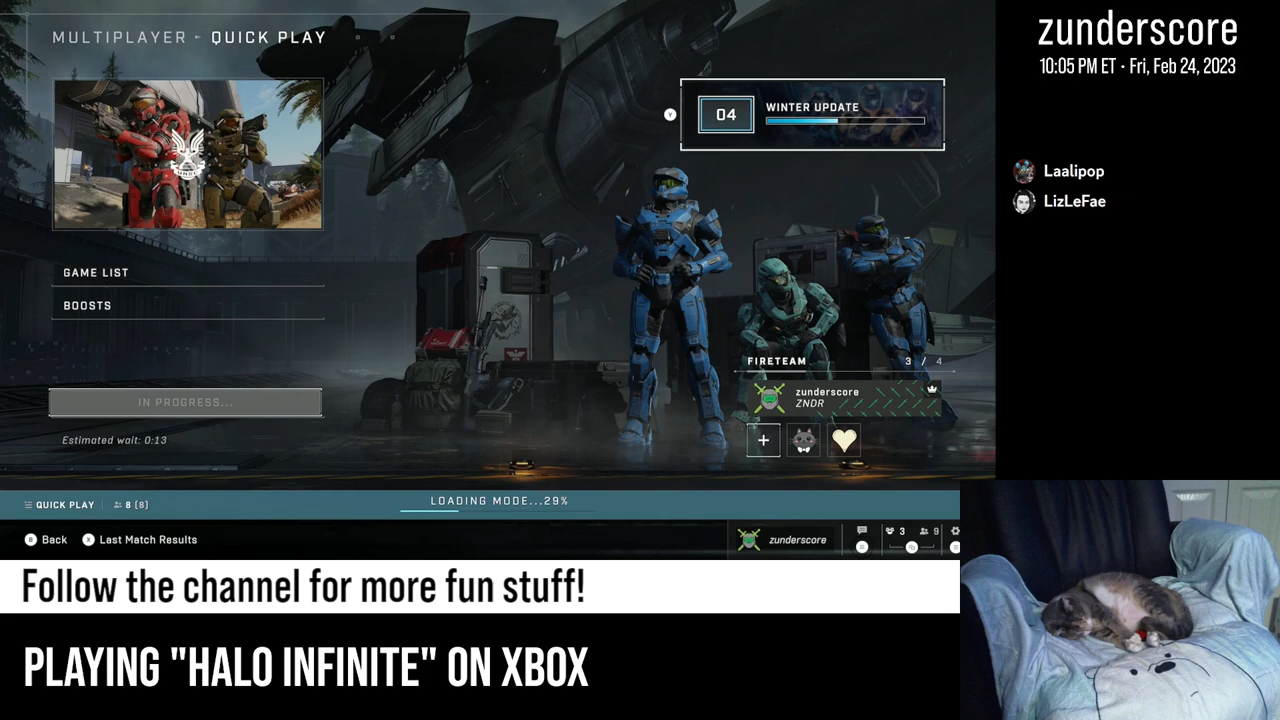 MULTIPLAYER ▸ QUICK PLAY
zunderscore
10:05 PM ET • Fri, Feb 24, 2023
Y
04
WINTER UPDATE
UNSC
Laalipop
LizLeFae
GAME LIST
BOOSTS
FIRETEAM 3 / 4
zunderscore
ZNDR
IN PROGRESS...
Estimated wait: 0:13
+
LOADING MODE...29%
QUICK PLAY 8 (8)
B Back X Last Match Results
zunderscore
3 9
Follow the channel for more fun stuff!
PLAYING "HALO INFINITE" ON XBOX